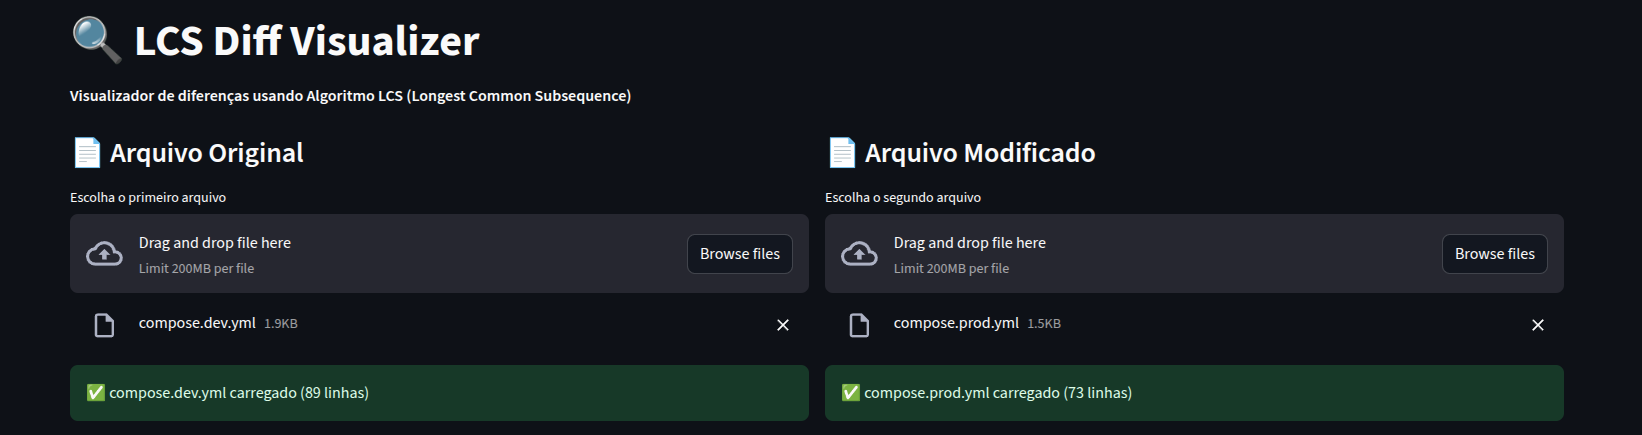 LCS Diff Visualizer
Visualizador de diferenças usando Algoritmo LCS (Longest Common Subsequence)
Arquivo Original
Escolha o primeiro arquivo
Drag and drop file here
Limit 200MB per file
Browse files
compose.dev.yml 1.9KB
compose.dev.yml carregado (89 linhas)
Arquivo Modificado
Escolha o segundo arquivo
Drag and drop file here
Limit 200MB per file
Browse files
compose.prod.yml 1.5KB
compose.prod.yml carregado (73 linhas)